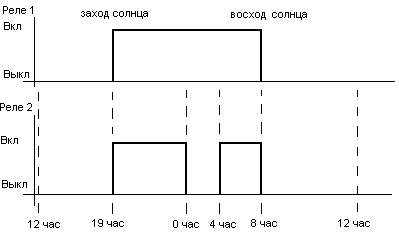 Реле 1
заход солнца
восход солнца
Вкл
Выкл
Реле 2
Вкл
Выкл
12 час 19 час 0 час 4 час 8 час 12 час